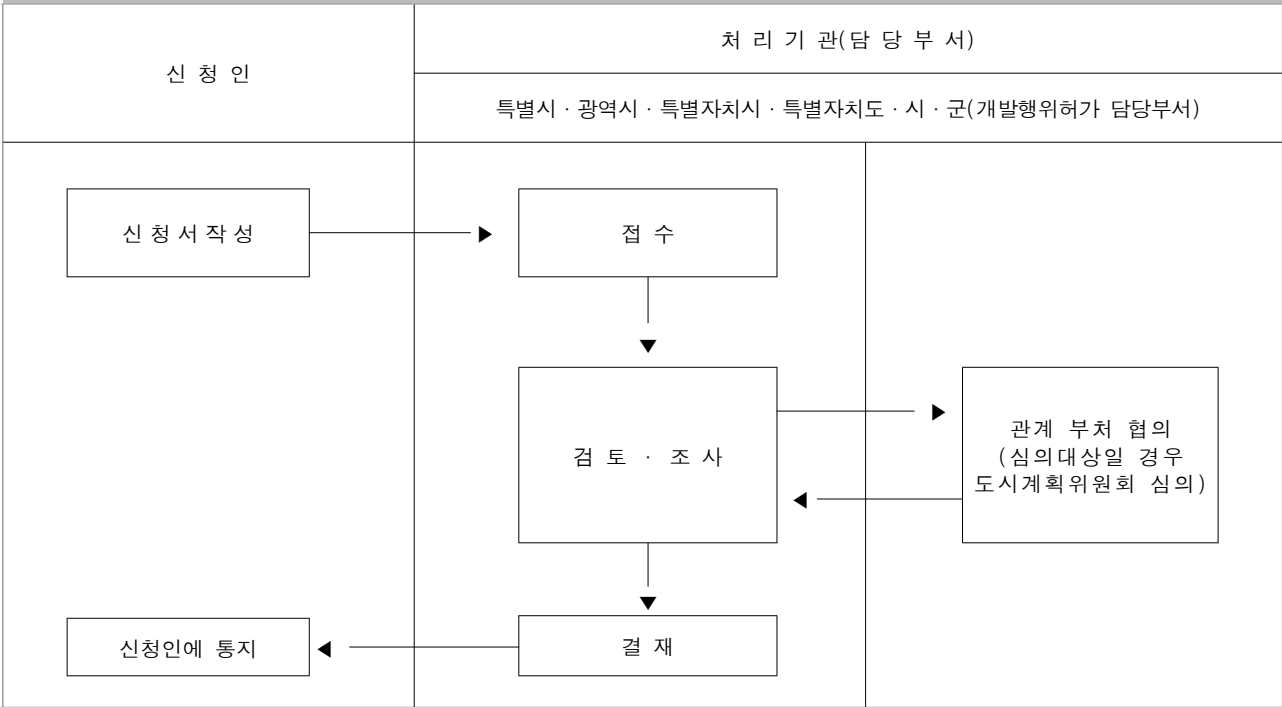 신 청 인
처 리 기 관(담 당 부 서)
특별시 · 광역시 · 특별자치시 · 특별자치도 · 시 · 군(개발행위허가 담당부서)
신 청 서 작 성
접 수
검 토 · 조 사
관계 부처 협의
(심의대상일 경우
도시계획위원회 심의)
신청인에 통지
결 재